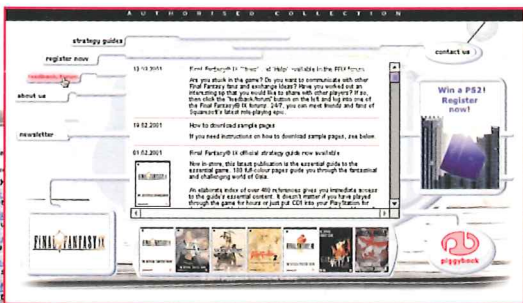 AUTHORISED COLLECTION
strategy guides
register now
feedback/forum
about us
newsletter
contact us
Win a PS2!
Register
now!
Final Fantasy® IX "Cheat" and "Help" available in the FFIX forum.
Are you stuck in the game? Do you want to communicate with other
Final Fantasy fans and exchange ideas? Have you worked out an
interesting tip that you would like to share with other players? If so,
then click the "feedback/forum" button on the left and log into one of
the Final Fantasy® IX forums. 24/7, you can meet friends and fans of
Squaresoft's latest role-playing epic.
19.02.2001
How to download sample pages
If you need instructions on how to download sample pages, see below.
01.02.2001
Final Fantasy® IX official strategy guide now available
Now in-store, this latest publication is the essential guide to the
essential game. 180 full-colour pages guide you through the fantastical
and challenging world of Gaia.
An elaborate index of over 400 references gives you immediate access
to the guide's essential content. It doesn't matter if you have played
through the game for hours or just put CD1 into your PlayStation for
FINAL FANTASY IX
piggyback